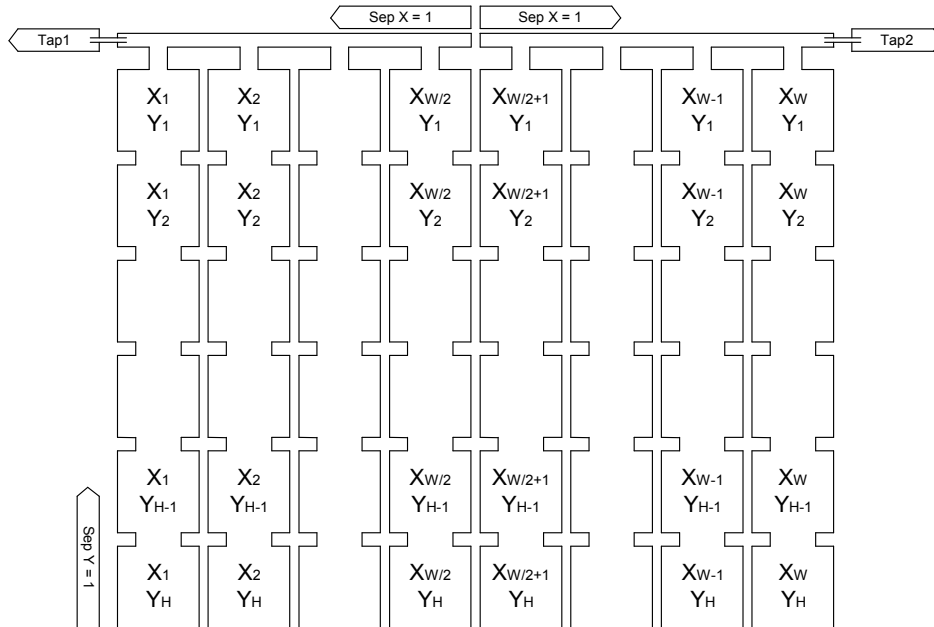 Sep X = 1
Sep X = 1
Tap1
Tap2
X1 X2 XW/2 XW/2+1 XW-1 XW
Y1 Y1 Y1 Y1 Y1 Y1
X1 X2 XW/2 XW/2+1 XW-1 XW
Y2 Y2 Y2 Y2 Y2 Y2
X1 X2 XW/2 XW/2+1 XW-1 XW
YH-1 YH-1 YH-1 YH-1 YH-1 YH-1
Sep Y = 1
X1 X2 XW/2 XW/2+1 XW-1 XW
YH YH YH YH YH YH